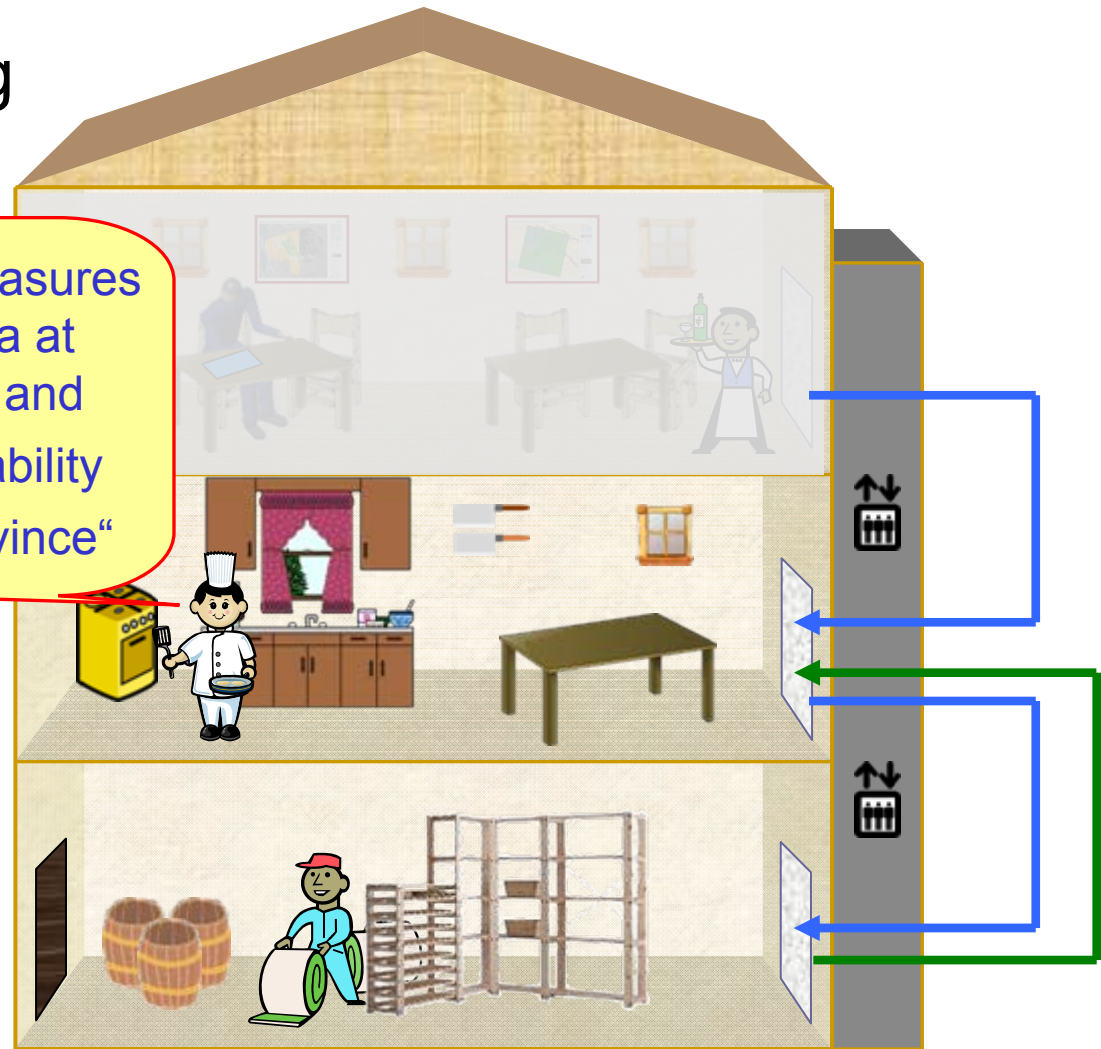 g
asures
a at
and
ability
vince“